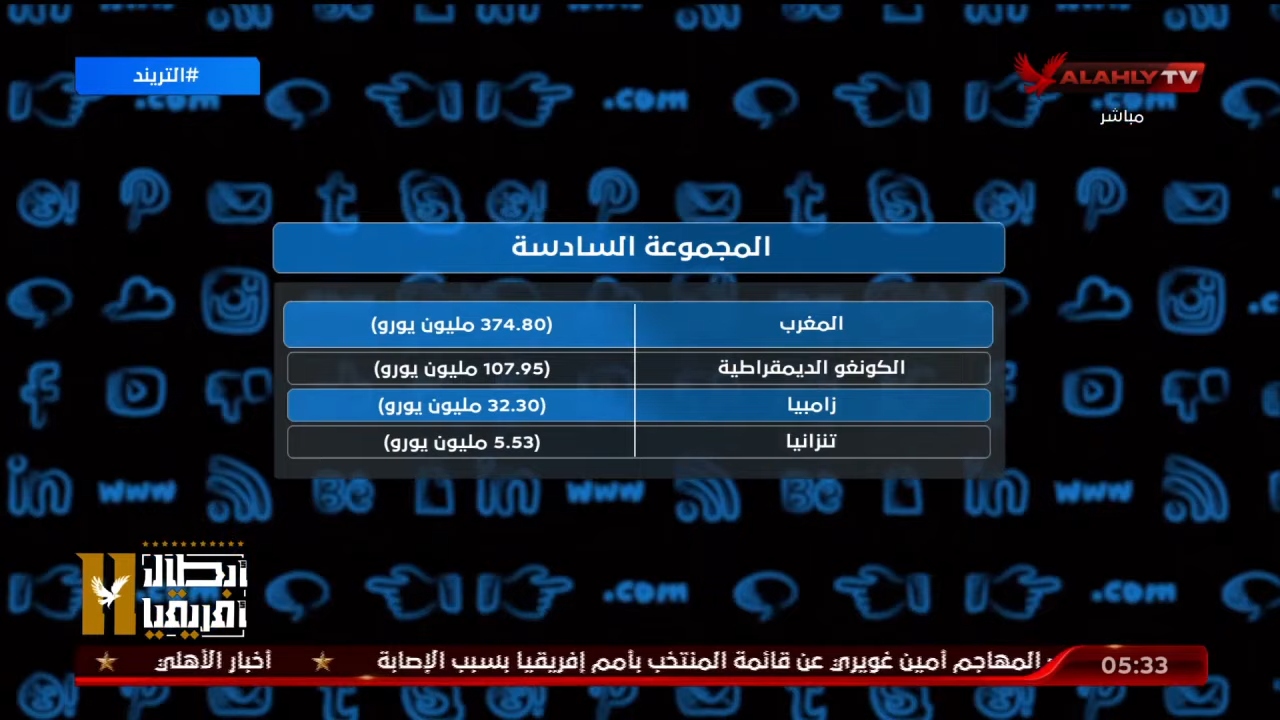 #التريند
ALAHLY TV
مباشر
المجموعة السادسة
المغرب (374.80 مليون يورو)
الكونغو الديمقراطية (107.95 مليون يورو)
زامبيا (32.30 مليون يورو)
تنزانيا (5.53 مليون يورو)
أبطال
أفريقيا
11
المهاجم أمين غويري عن قائمة المنتخب بأمم إفريقيا بسبب الإصابة
أخبار الأهلي
05:33